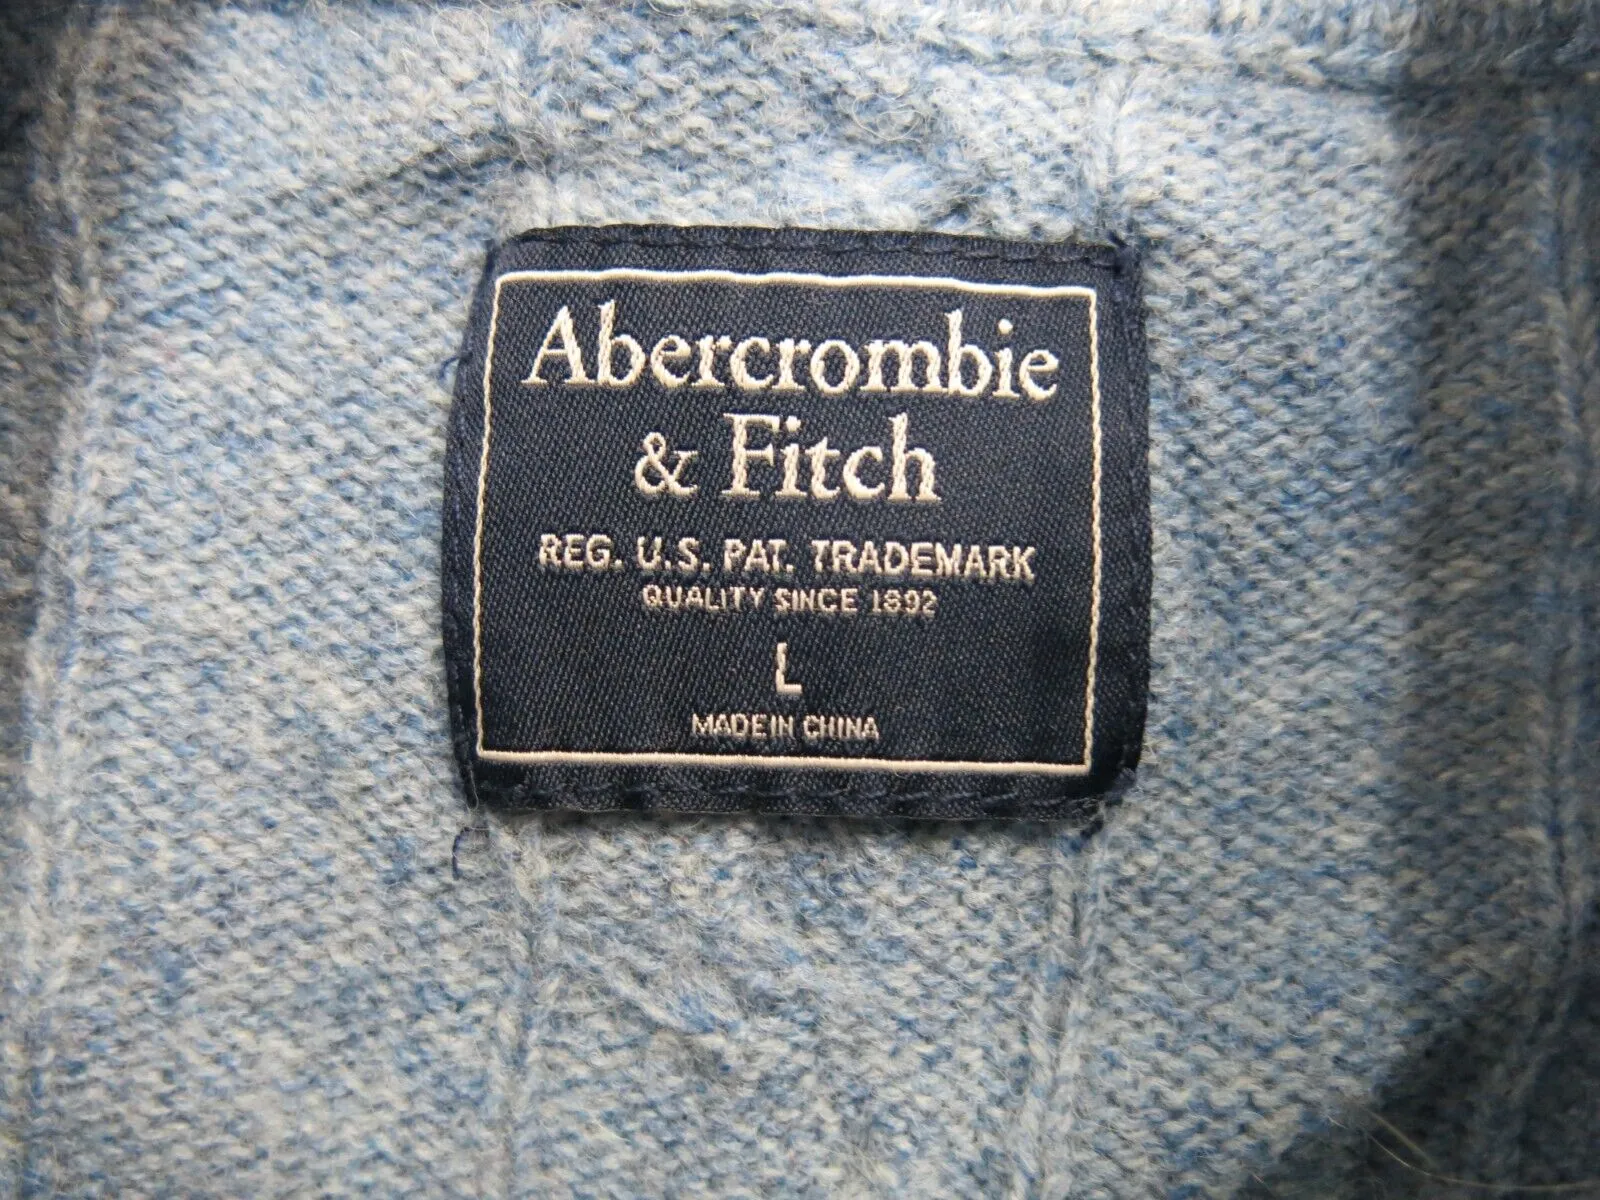 Abercrombie
& Fitch
REG. U.S. PAT. TRADEMARK
QUALITY SINCE 1892
L
MADE IN CHINA